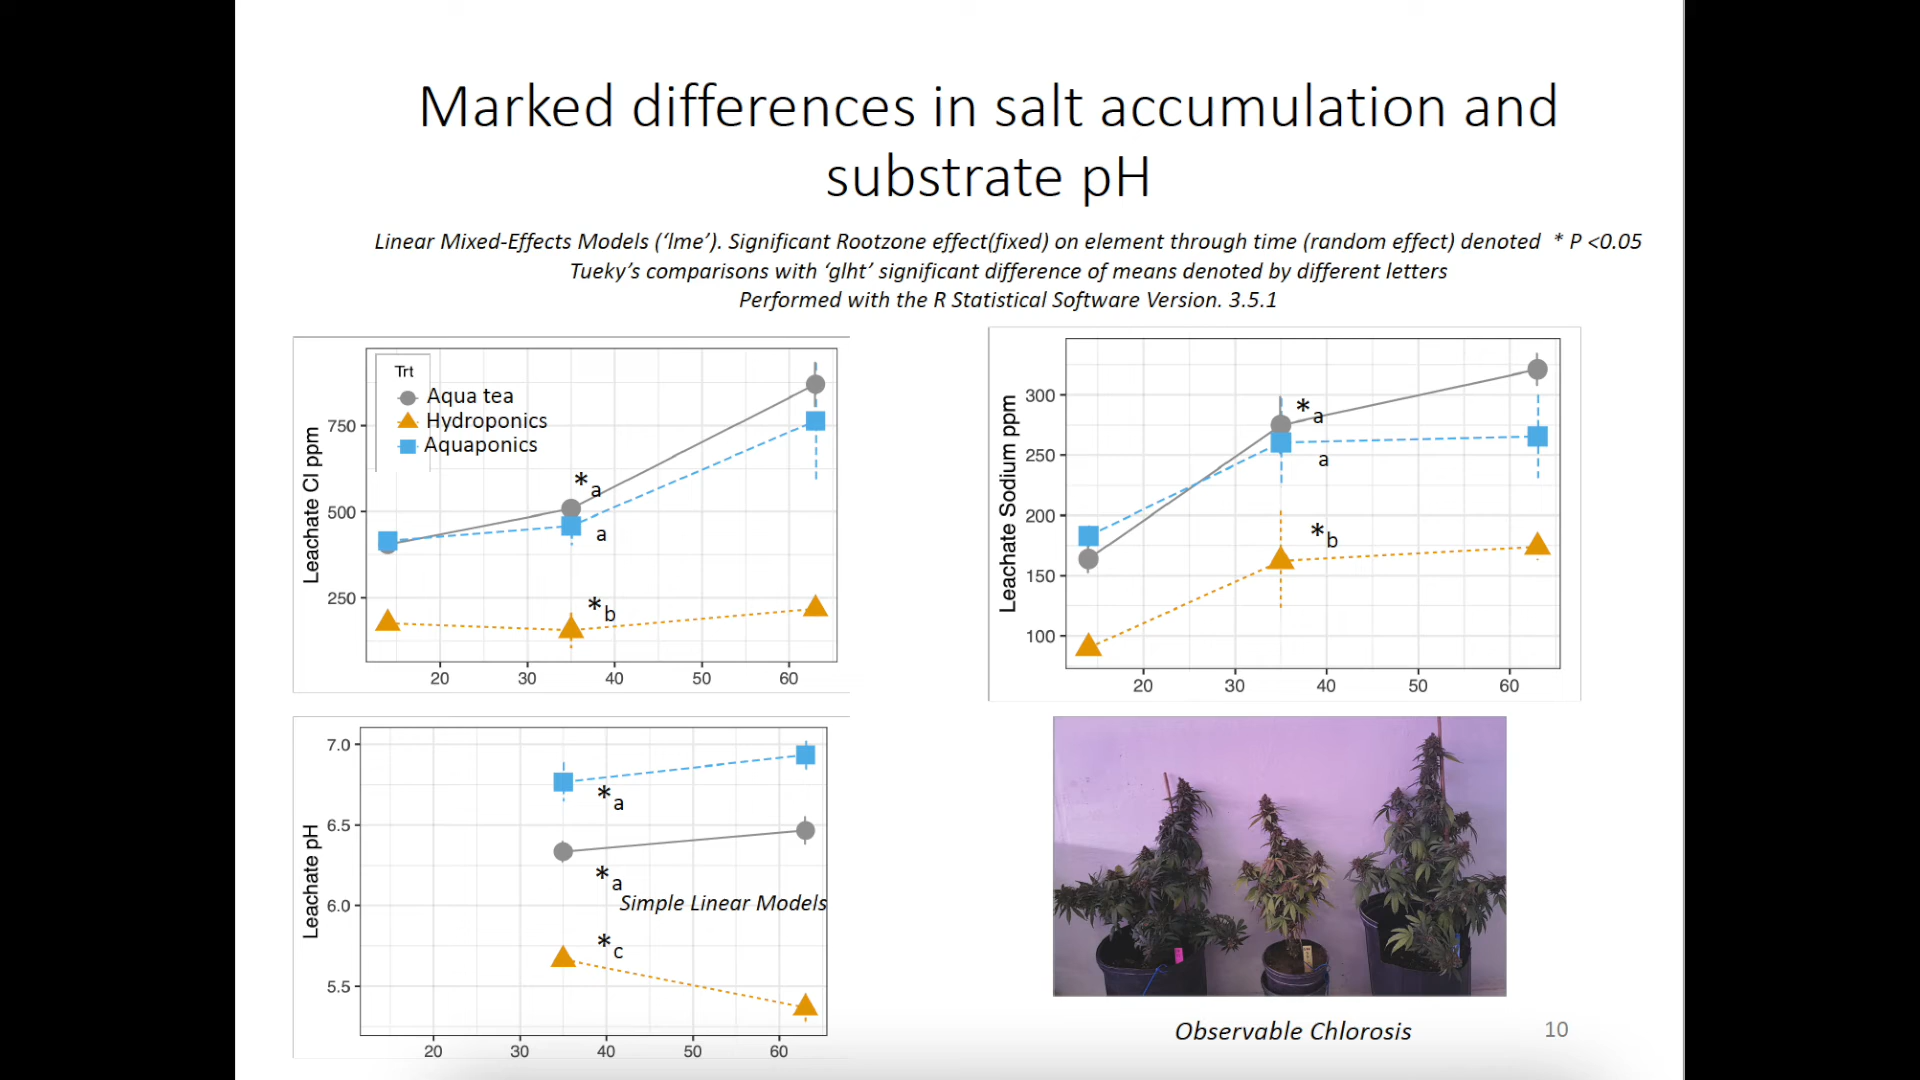 Marked differences in salt accumulation and
substrate pH
Linear Mixed-Effects Models (‘lme’). Significant Rootzone effect(fixed) on element through time (random effect) denoted * P <0.05
Tueky’s comparisons with ‘glht’ significant difference of means denoted by different letters
Performed with the R Statistical Software Version. 3.5.1
Leachate Cl ppm
Trt
Aqua tea
Hydroponics
Aquaponics
750
500
250
*a
a
*b
20 30 40 50 60
Leachate Sodium ppm
300
250
200
150
100
*a
a
*b
20 30 40 50 60
Leachate pH
7.0
6.5
6.0
5.5
*a
*a
Simple Linear Models
*c
20 30 40 50 60
Observable Chlorosis
10